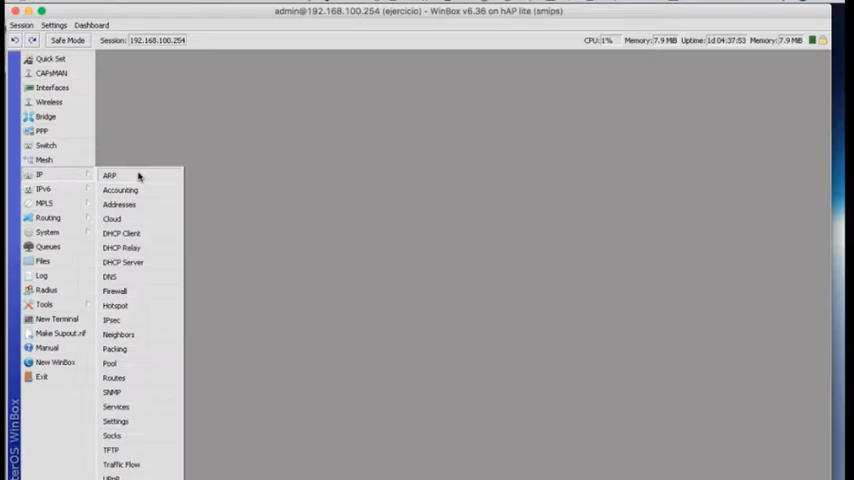 admin@192.168.100.254 (ejercicio) - WinBox v6.36 on hAP lite (smips)
Session Settings Dashboard
Safe Mode Session: 192.168.100.254 CPU: 1% Memory: 7.9 MiB Uptime: 1d 04:37:53 Memory: 7.9 MiB
Quick Set
CAPsMAN
Interfaces
Wireless
Bridge
PPP
Switch
Mesh
IP
IPv6
MPLS
Routing
System
Queues
Files
Log
Radius
Tools
New Terminal
Make Supout.rif
Manual
New WinBox
Exit
ARP
Accounting
Addresses
Cloud
DHCP Client
DHCP Relay
DHCP Server
DNS
Firewall
Hotspot
IPsec
Neighbors
Packing
Pool
Routes
SNMP
Services
Settings
Socks
TFTP
Traffic Flow
UPnP
terOS WinBox